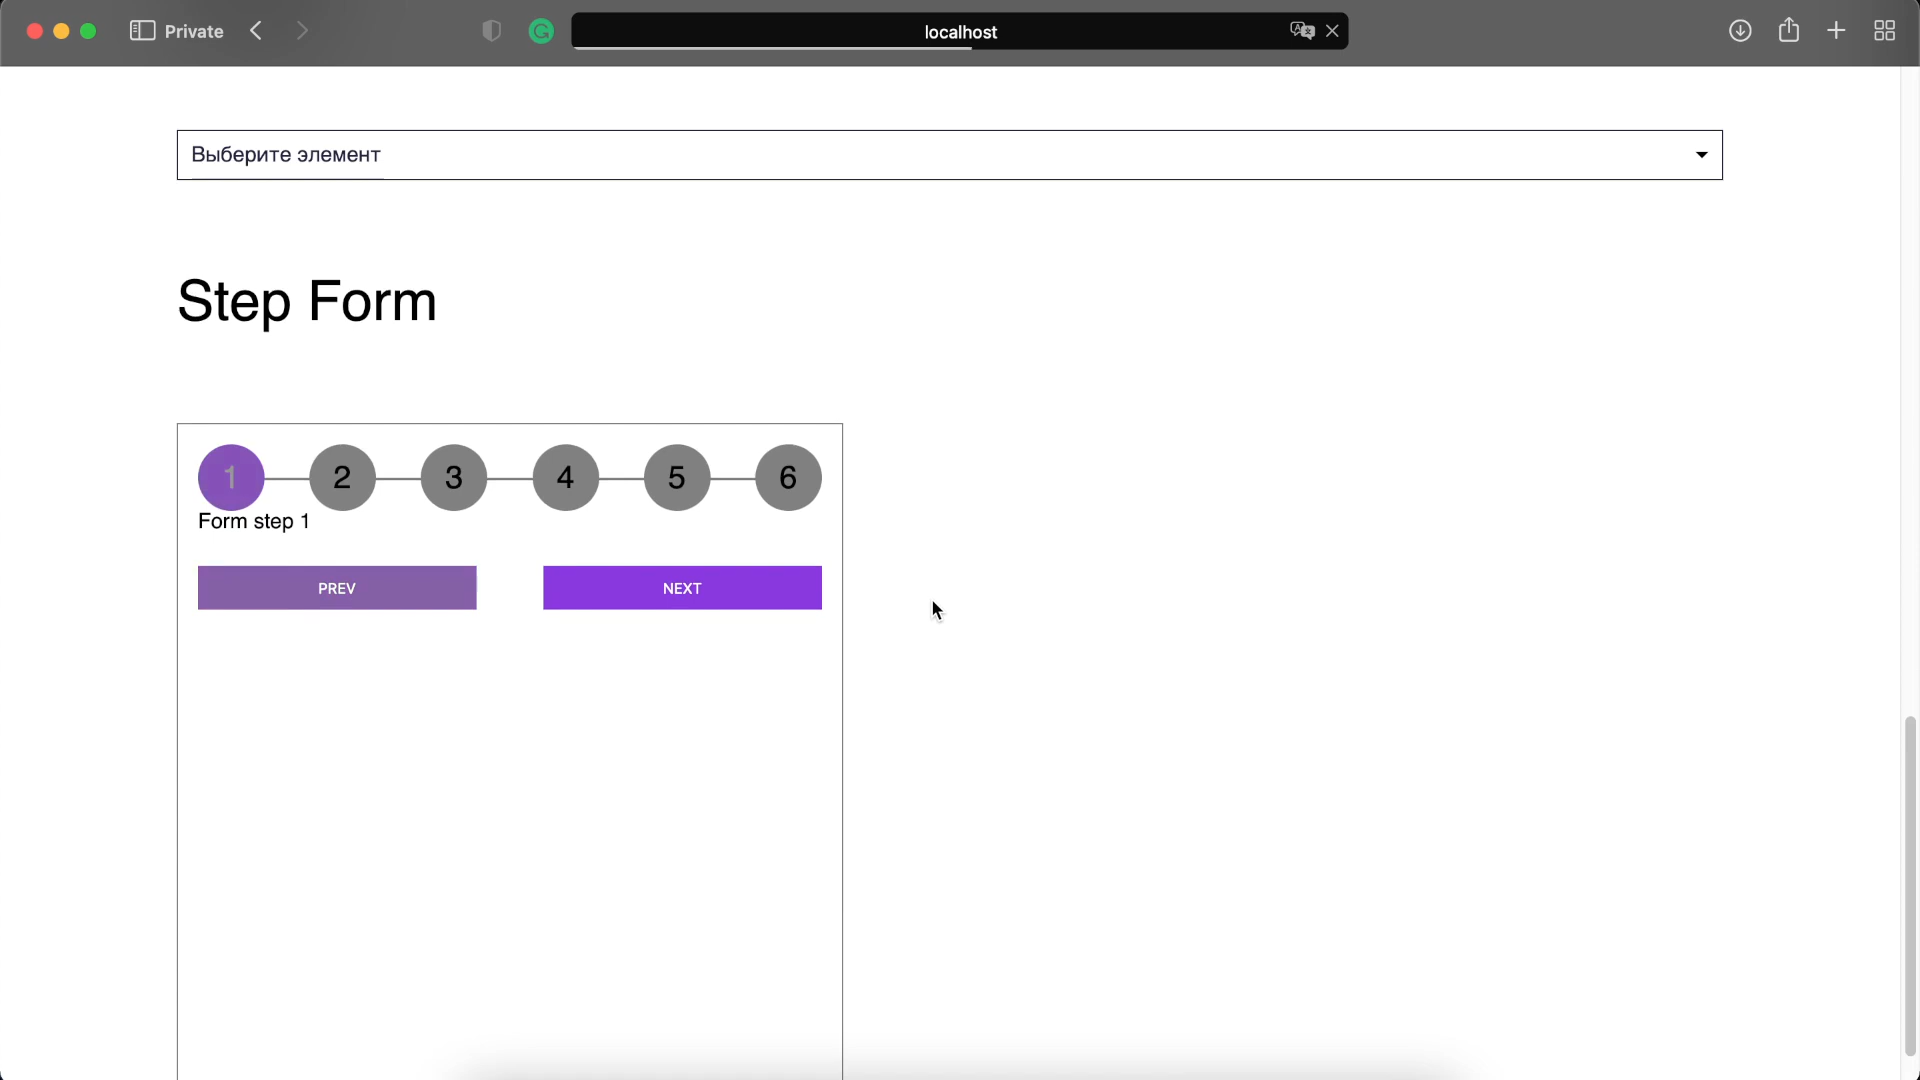 Private
localhost
Выберите элемент
Step Form
1 2 3 4 5 6
Form step 1
PREV NEXT